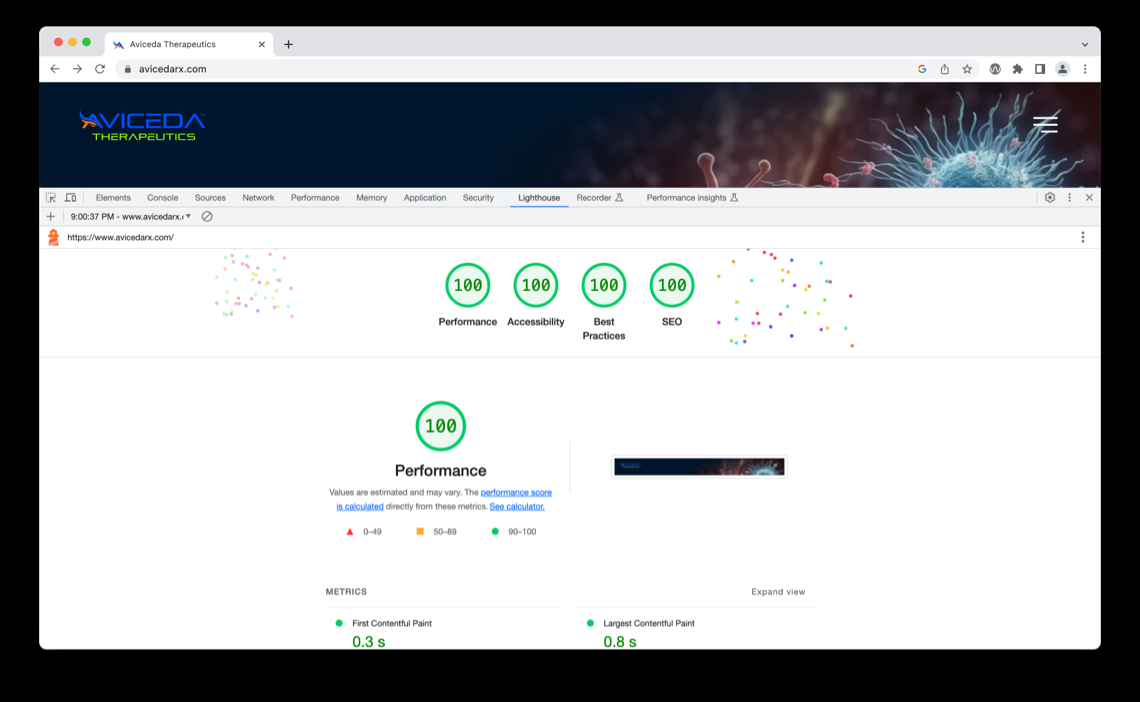 Aviceda Therapeutics
avicedarx.com
AVICEDA
THERAPEUTICS
Elements Console Sources Network Performance Memory Application Security Lighthouse Recorder Performance insights
9:00:37 PM - www.avicedarx.
https://www.avicedarx.com/
100 100 100 100
Performance Accessibility Best SEO
Practices
100
Performance
Values are estimated and may vary. The performance score
is calculated directly from these metrics. See calculator.
0–49 50–89 90–100
METRICS Expand view
First Contentful Paint Largest Contentful Paint
0.3 s 0.8 s